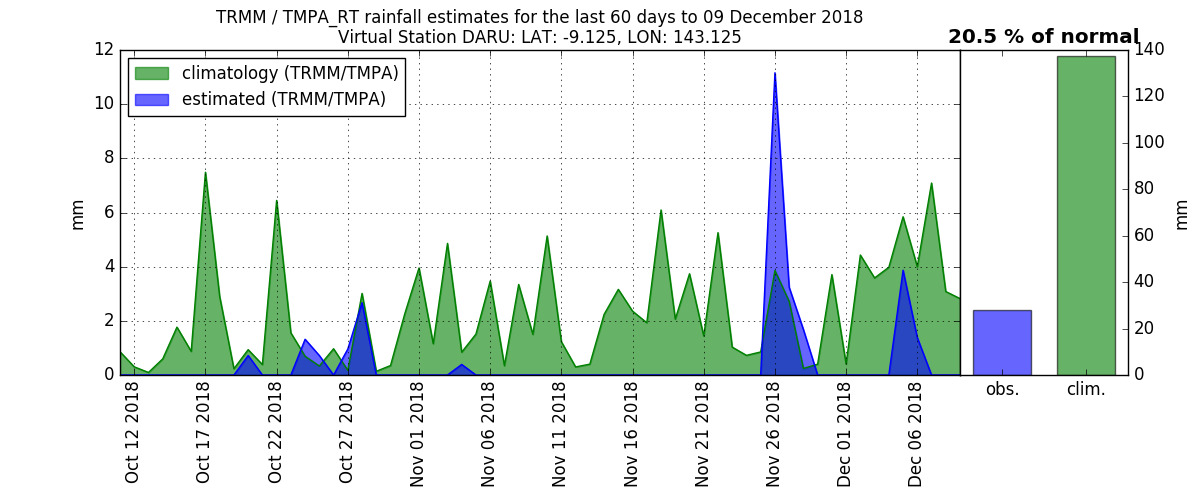 TRMM / TMPA_RT rainfall estimates for the last 60 days to 09 December 2018
Virtual Station DARU: LAT: -9.125, LON: 143.125
20.5 % of normal
climatology (TRMM/TMPA)
estimated (TRMM/TMPA)
12
10
8
6
4
2
0
mm
Oct 12 2018
Oct 17 2018
Oct 22 2018
Oct 27 2018
Nov 01 2018
Nov 06 2018
Nov 11 2018
Nov 16 2018
Nov 21 2018
Nov 26 2018
Dec 01 2018
Dec 06 2018
obs.
clim.
140
120
100
80
60
40
20
0
mm